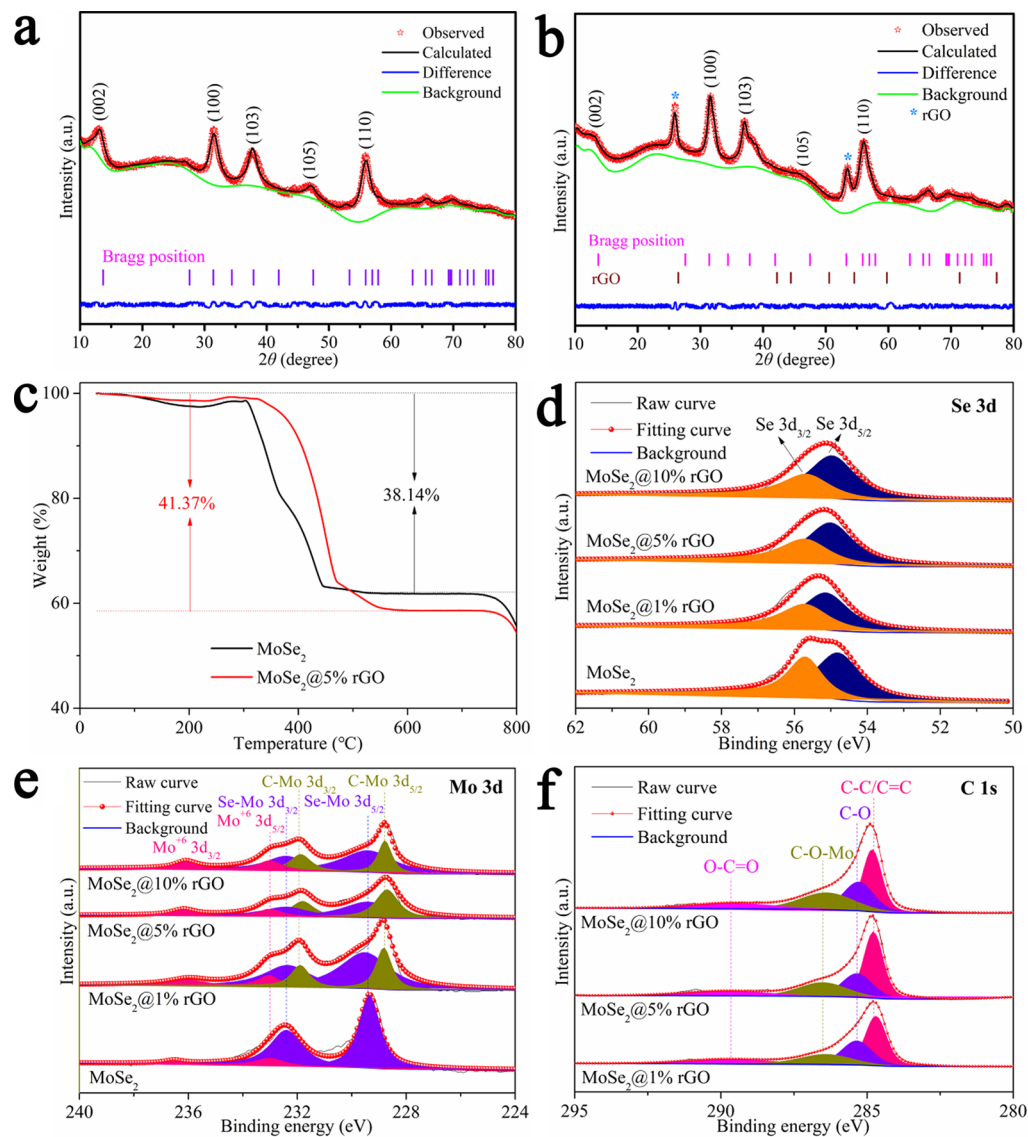 a
Observed
Calculated
Difference
Background
(002)
(100)
(103)
(105)
(110)
Bragg position
Intensity (a.u.)
10 20 30 40 50 60 70 80
2θ (degree)
b
Observed
Calculated
Difference
Background
* rGO
(002)
*
(100)
(103)
(105)
*
(110)
Bragg position
rGO
Intensity (a.u.)
10 20 30 40 50 60 70 80
2θ (degree)
c
100
80
60
40
Weight (%)
41.37%
38.14%
MoSe₂
MoSe₂@5% rGO
0 200 400 600 800
Temperature (℃)
d
Raw curve
Fitting curve
Background
Se 3d
Se 3d₃/₂
Se 3d₅/₂
MoSe₂@10% rGO
MoSe₂@5% rGO
MoSe₂@1% rGO
MoSe₂
Intensity (a.u.)
62 60 58 56 54 52 50
Binding energy (eV)
e
Raw curve
Fitting curve
Background
C-Mo 3d₃/₂
C-Mo 3d₅/₂
Mo 3d
Se-Mo 3d₃/₂
Se-Mo 3d₅/₂
Mo⁺⁶ 3d₅/₂
Mo⁺⁶ 3d₃/₂
MoSe₂@10% rGO
MoSe₂@5% rGO
MoSe₂@1% rGO
MoSe₂
Intensity (a.u.)
240 236 232 228 224
Binding energy (eV)
f
Raw curve
Fitting curve
Background
C 1s
C-C/C=C
C-O
C-O-Mo
O-C=O
MoSe₂@10% rGO
MoSe₂@5% rGO
MoSe₂@1% rGO
Intensity (a.u.)
295 290 285 280
Binding energy (eV)